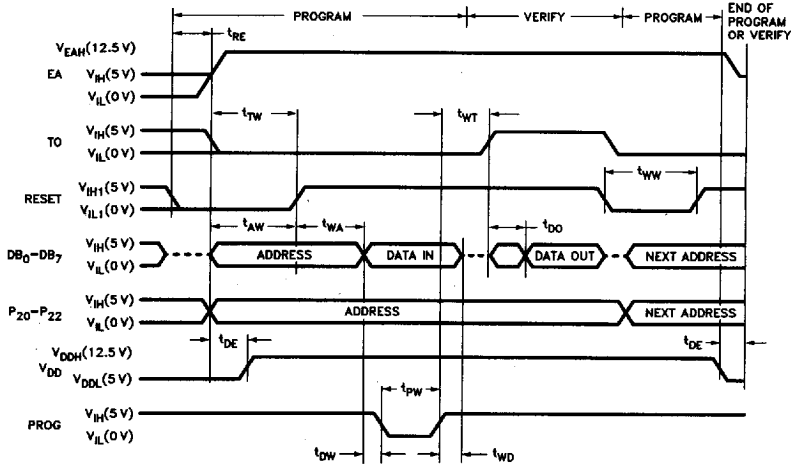 PROGRAM VERIFY PROGRAM END OF PROGRAM OR VERIFY
tRE
VEAH(12.5 V)
EA VIH(5 V)
VIL(0 V)
tTW tWT
TO VIH(5 V)
VIL(0 V)
tWW
RESET VIH1(5 V)
VIL1(0 V)
tAW tWA tDO
DB0–DB7 VIH(5 V)
VIL(0 V)
ADDRESS DATA IN DATA OUT NEXT ADDRESS
P20–P22 VIH(5 V)
VIL(0 V)
ADDRESS NEXT ADDRESS
tDE tDE
VDDH(12.5 V)
VDD
VDDL(5 V)
tPW
PROG VIH(5 V)
VIL(0 V)
tDW tWD